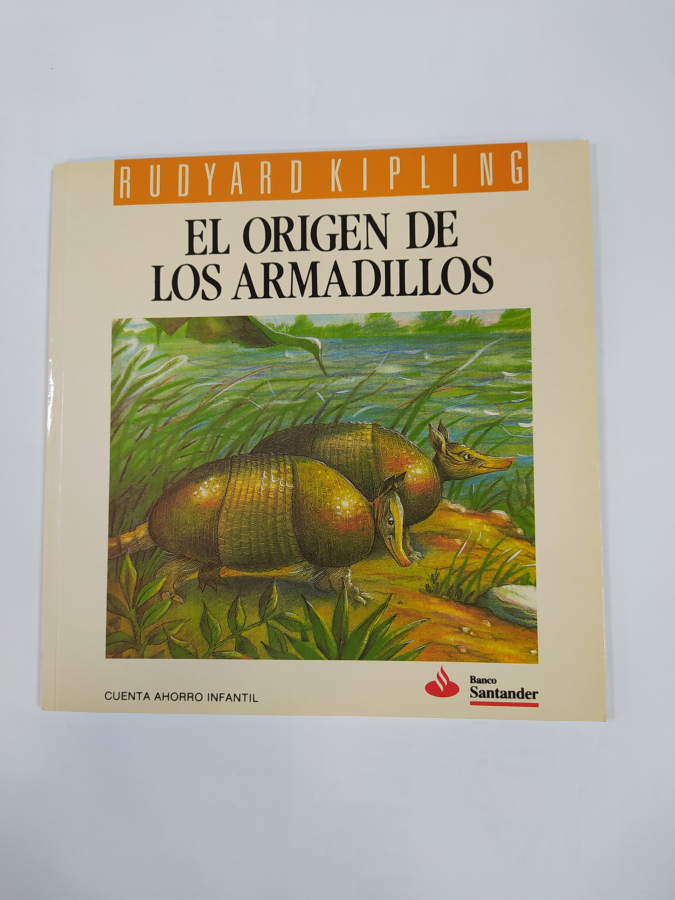 RUDYARD KIPLING
EL ORIGEN DE
LOS ARMADILLOS
CUENTA AHORRO INFANTIL
Banco
Santander